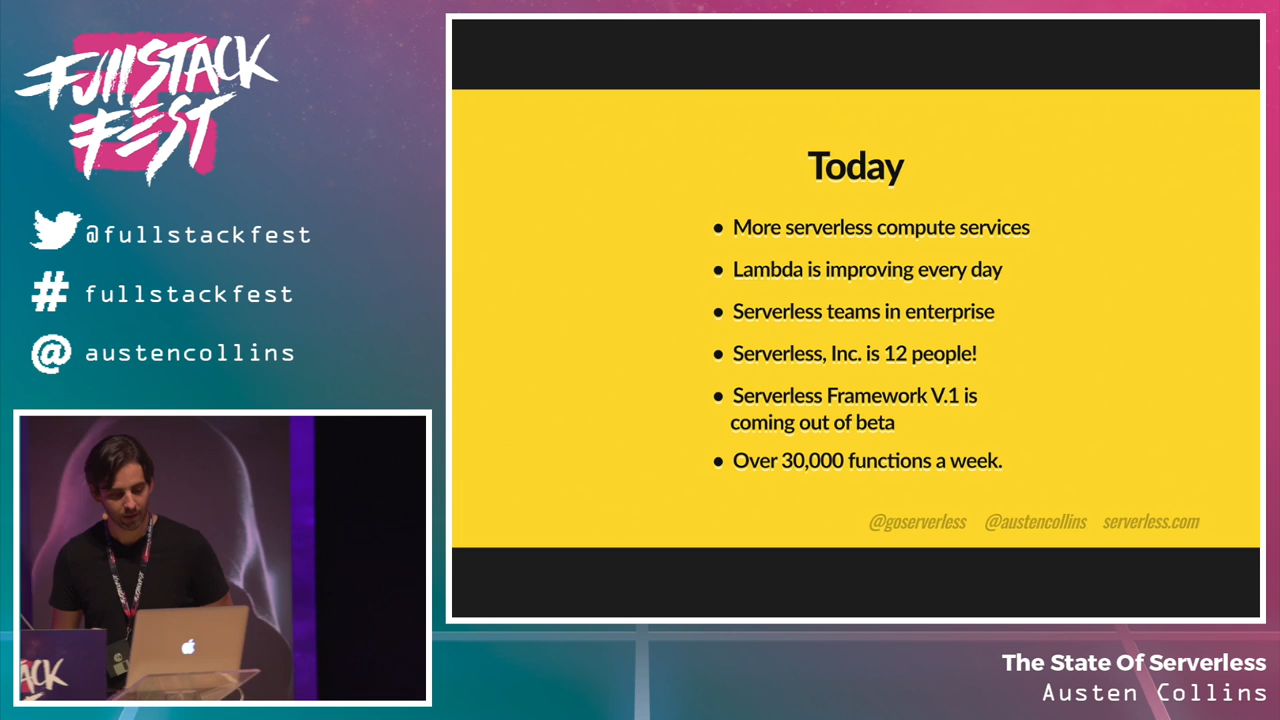 FullSTACK
FEST
@fullstackfest
# fullstackfest
@ austencollins
Today
• More serverless compute services
• Lambda is improving every day
• Serverless teams in enterprise
• Serverless, Inc. is 12 people!
• Serverless Framework V.1 is
coming out of beta
• Over 30,000 functions a week.
@goserverless @austencollins serverless.com
ACK
The State Of Serverless
Austen Collins